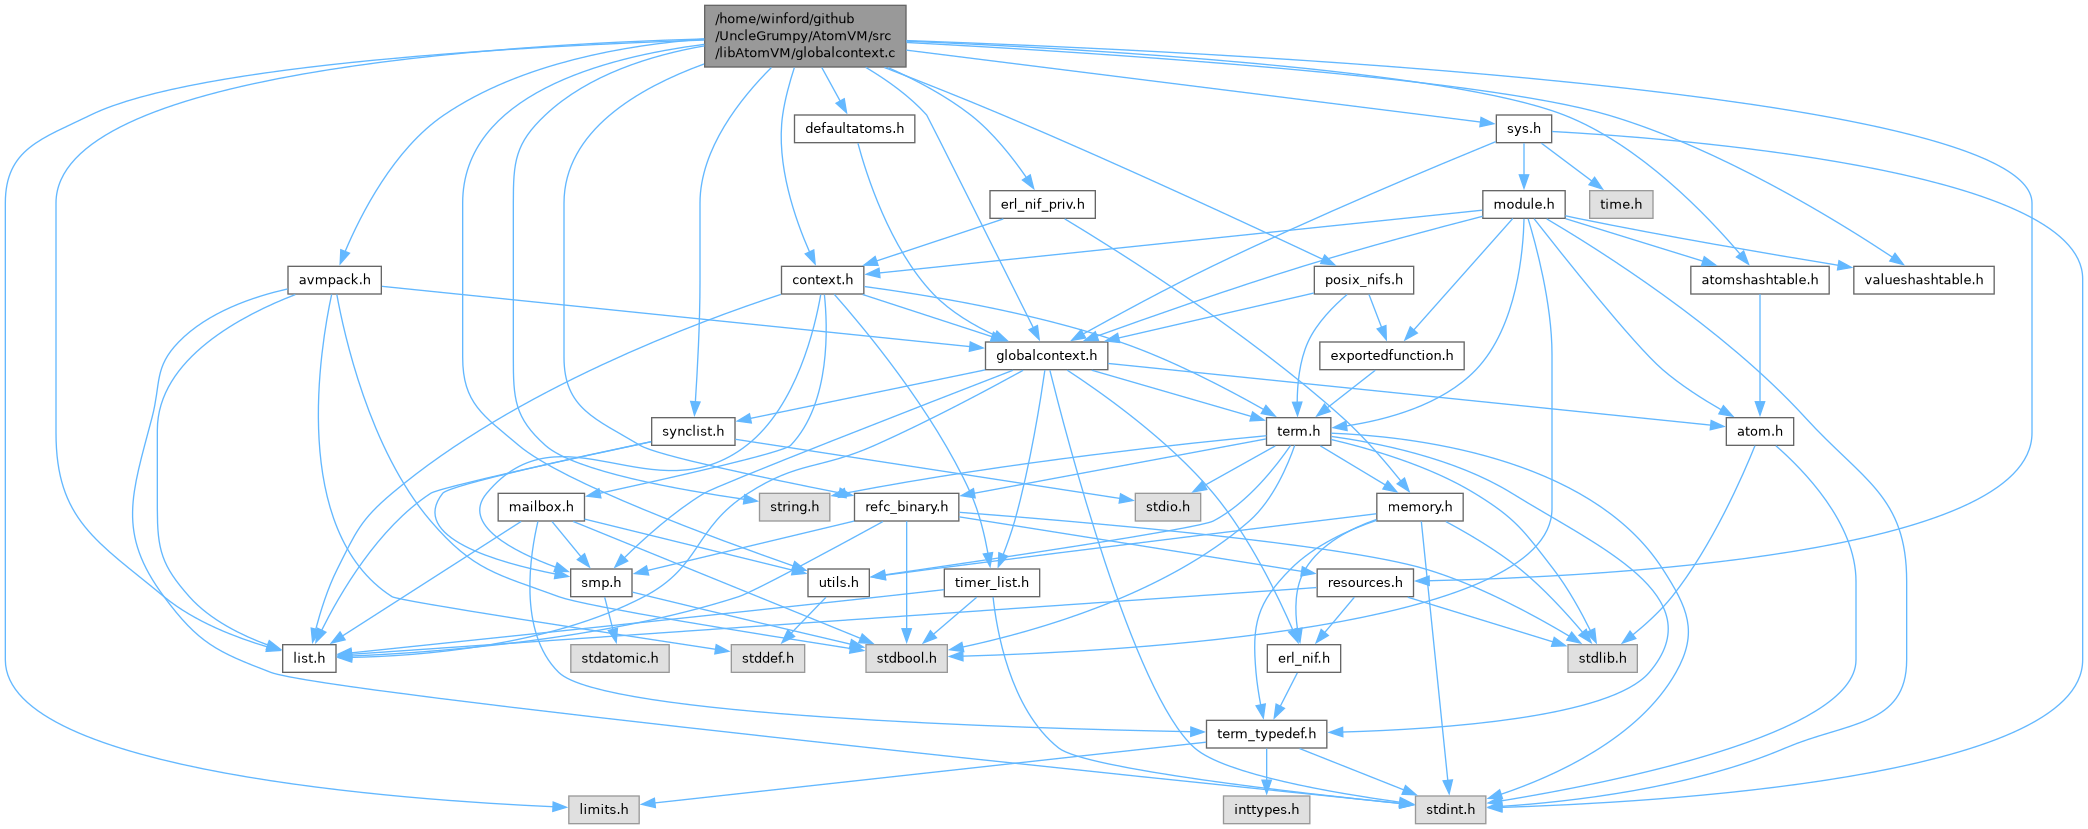 /home/winford/github
/UncleGrumpy/AtomVM/src
/libAtomVM/globalcontext.c
defaultatoms.h
sys.h
erl_nif_priv.h
module.h
time.h
avmpack.h
context.h
posix_nifs.h
atomshashtable.h
valueshashtable.h
globalcontext.h
exportedfunction.h
synclist.h
term.h
atom.h
mailbox.h
string.h
refc_binary.h
stdio.h
memory.h
smp.h
utils.h
timer_list.h
resources.h
list.h
stdatomic.h
stddef.h
stdbool.h
erl_nif.h
stdlib.h
term_typedef.h
limits.h
inttypes.h
stdint.h